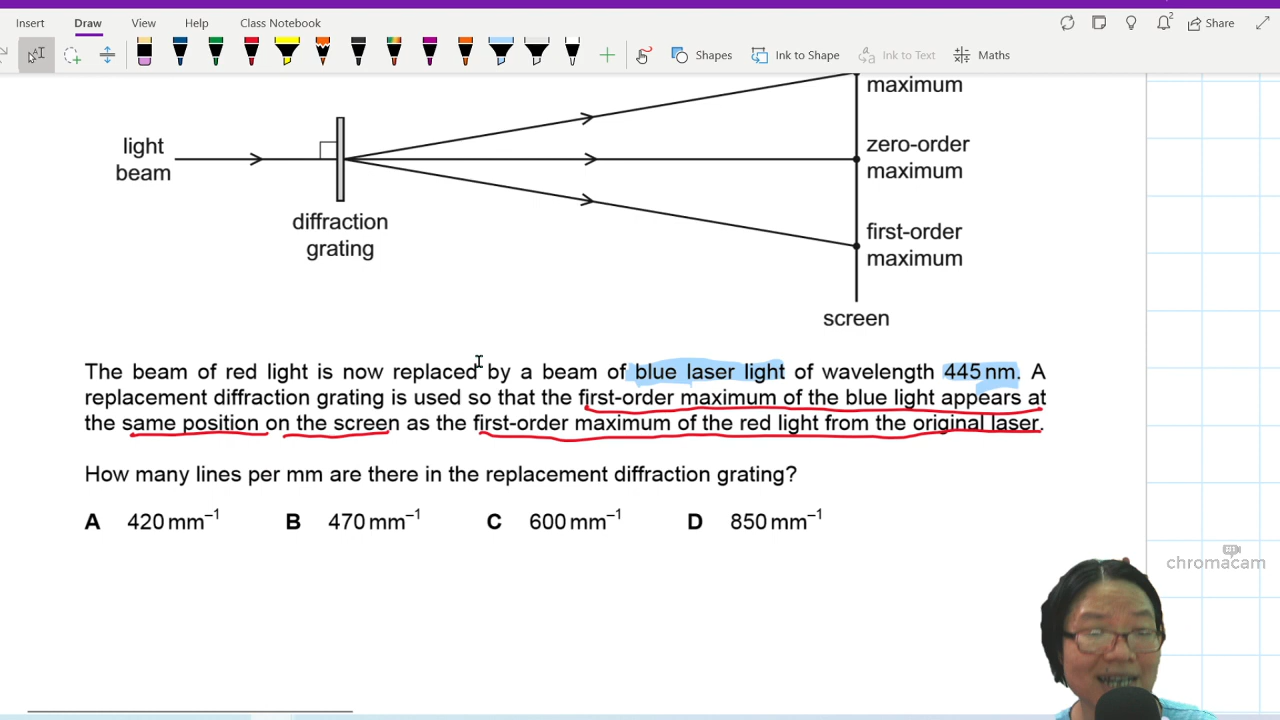 Insert Draw View Help Class Notebook
2 Share
Shapes Ink to Shape Ink to Text Maths
maximum
light
beam
zero-order
maximum
diffraction
grating
first-order
maximum
screen
The beam of red light is now replaced by a beam of blue laser light of wavelength 445 nm. A
replacement diffraction grating is used so that the first-order maximum of the blue light appears at
the same position on the screen as the first-order maximum of the red light from the original laser.
How many lines per mm are there in the replacement diffraction grating?
A 420 mm⁻¹ B 470 mm⁻¹ C 600 mm⁻¹ D 850 mm⁻¹
chromacam